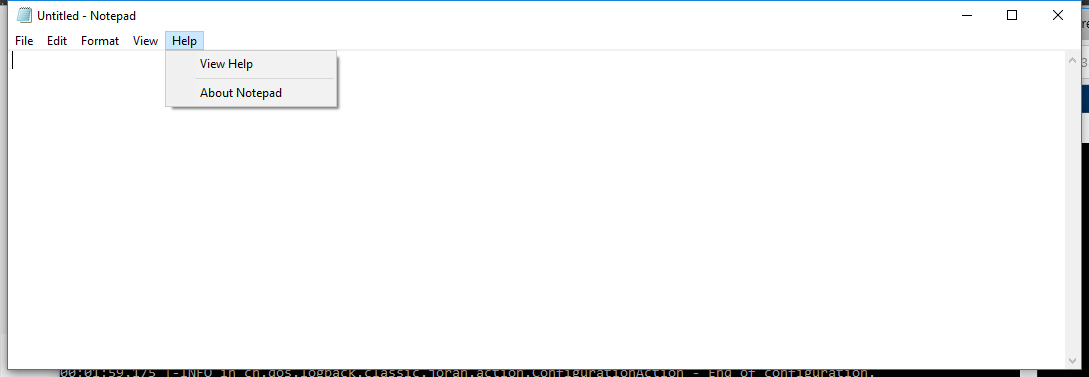 Untitled - Notepad
File Edit Format View Help
View Help
About Notepad
00:01:59.175 |-INFO in ch.qos.logback.classic.joran.action.ConfigurationAction - End of configuration.